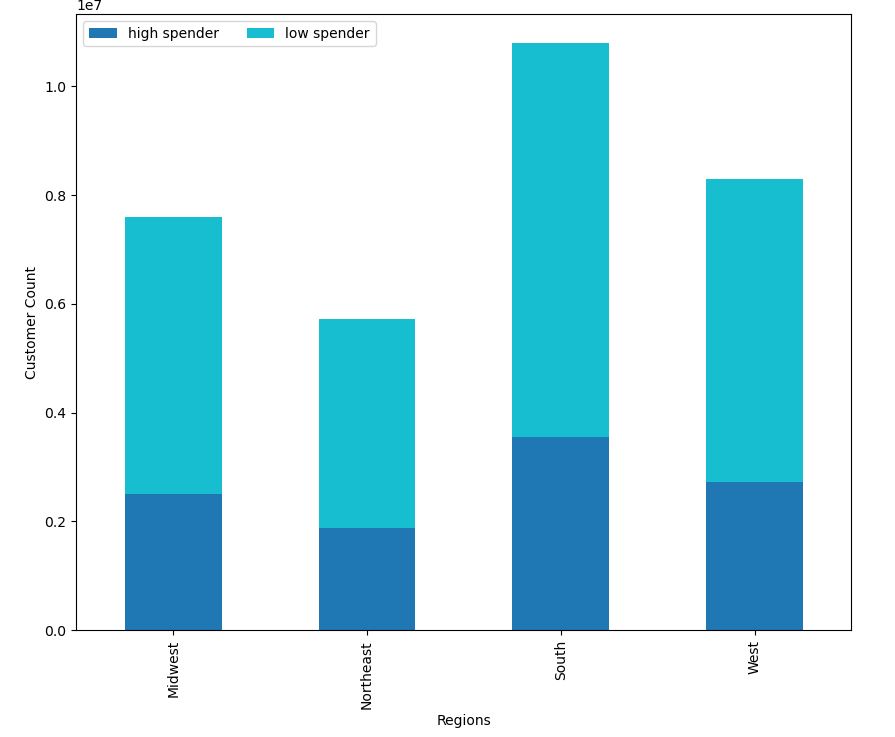 1e7
high spender low spender
1.0
0.8
0.6
0.4
0.2
0.0
Customer Count
Midwest
Northeast
South
West
Regions